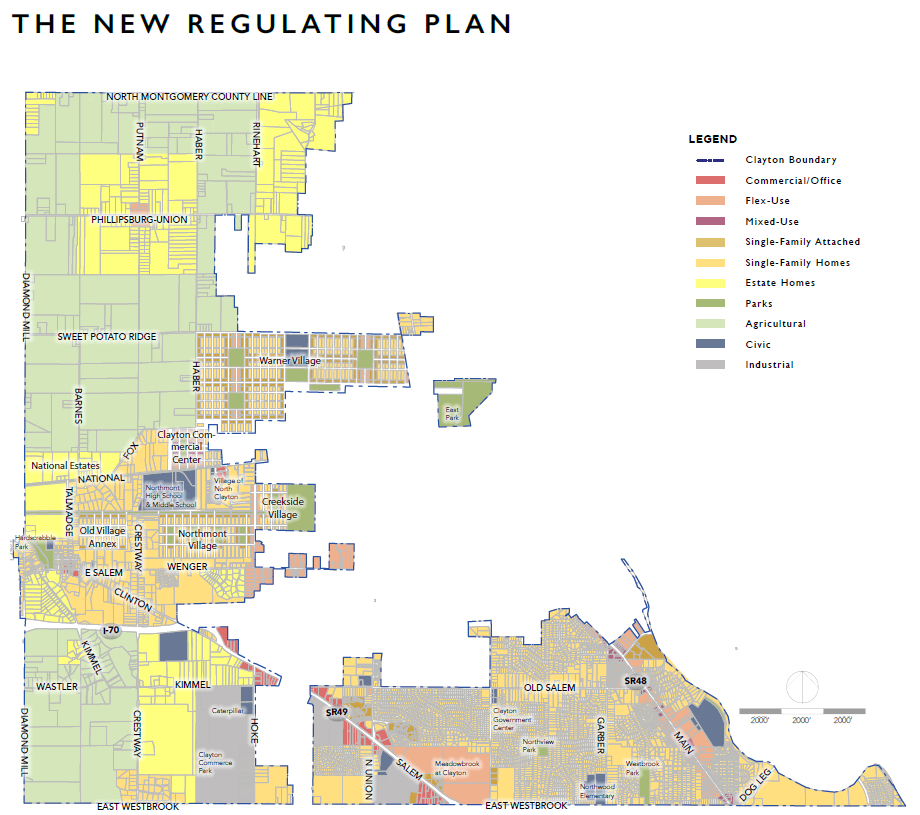 THE NEW REGULATING PLAN
NORTH MONTGOMERY COUNTY LINE
PUTNAM
HABER
RINEHART
LEGEND
Clayton Boundary
Commercial/Office
Flex-Use
Mixed-Use
Single-Family Attached
Single-Family Homes
Estate Homes
Parks
Agricultural
Civic
Industrial
PHILLIPSBURG-UNION
DIAMOND MILL
SWEET POTATO RIDGE
Warner Village
HABER
BARNES
East
Park
FOX
Clayton Com-
mercial
Center
National Estates
NATIONAL
Northmont
High School
& Middle School
Village of
North
Clayton
TALMADGE
Creekside
Village
Old Village
Annex
CRESTWAY
Northmont
Village
Hardscrabble
Park
E SALEM
WENGER
CLINTON
I-70
KIMMEL
WASTLER
KIMMEL
DIAMOND MILL
CRESTWAY
Caterpillar
HOKE
Clayton
Commerce
Park
EAST WESTBROOK
SR49
N UNION
SALEM
Meadowbrook
at Clayton
OLD SALEM
Clayton
Government
Center
Northview
Park
GARBER
SR48
MAIN
Westbrook
Park
Northwood
Elementary
DOG LEG
EAST WESTBROOK
2000' 2000' 2000'